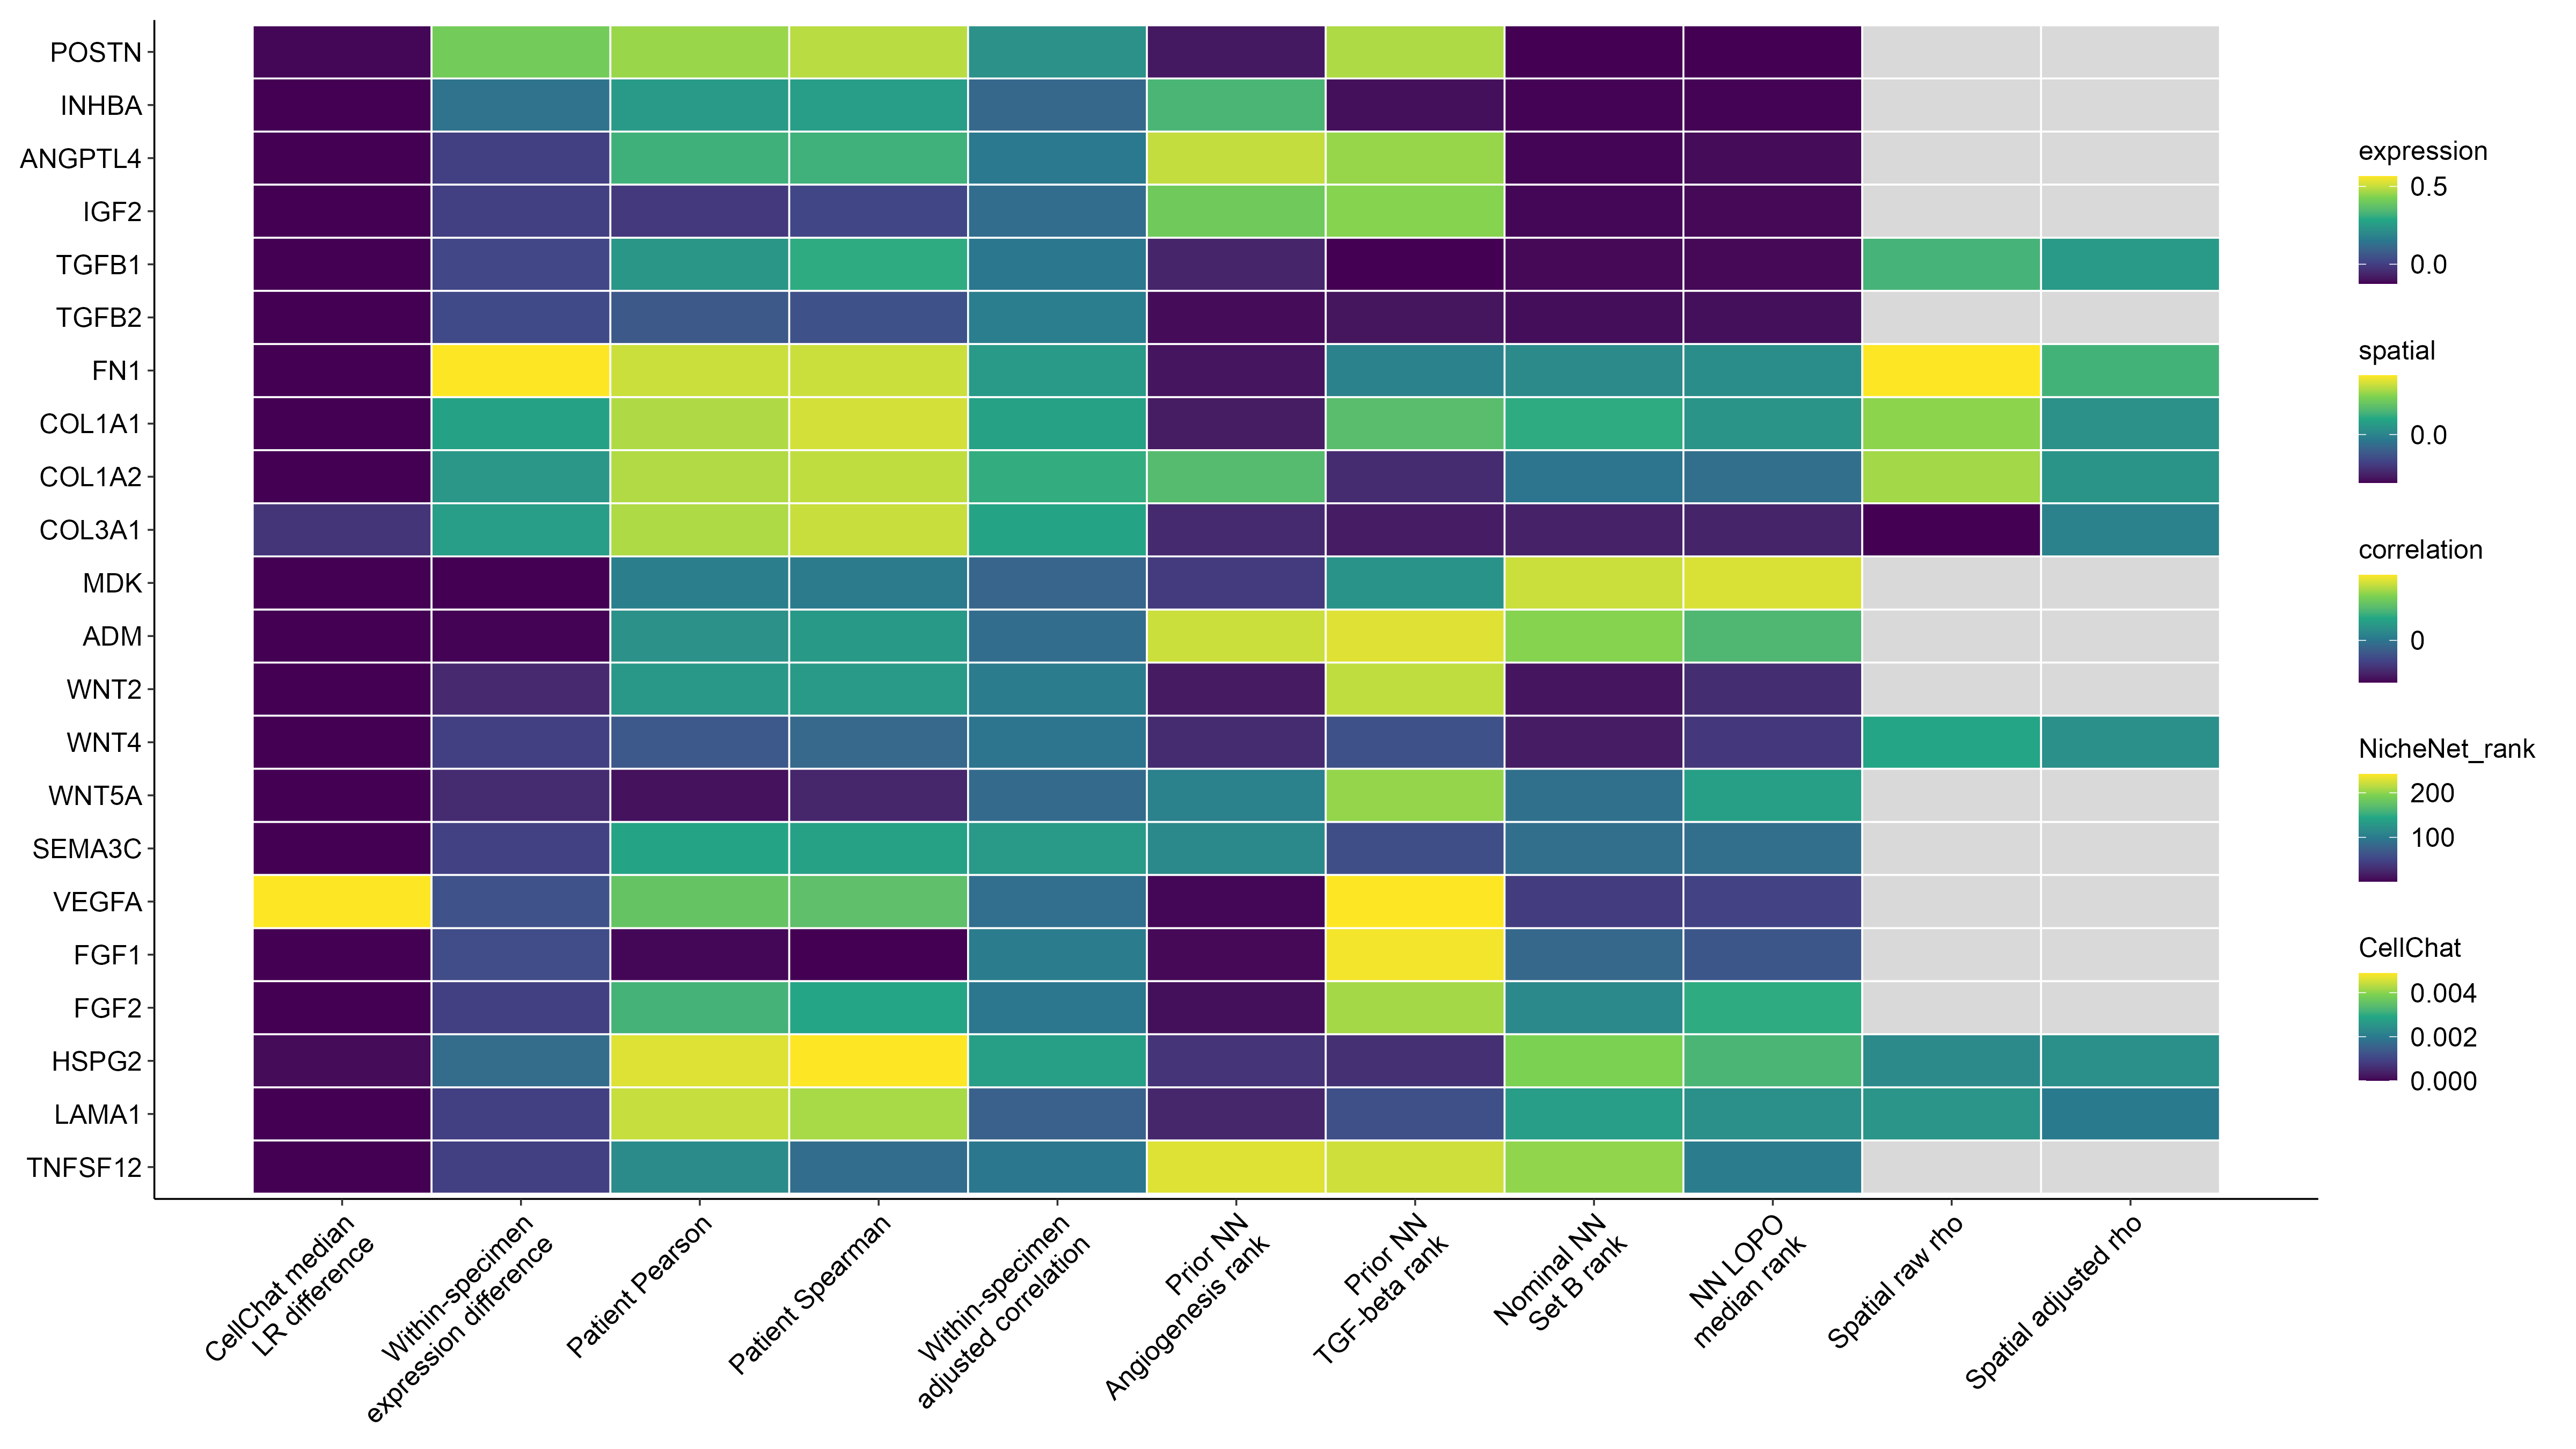 POSTN
INHBA
ANGPTL4
IGF2
TGFB1
TGFB2
FN1
COL1A1
COL1A2
COL3A1
MDK
ADM
WNT2
WNT4
WNT5A
SEMA3C
VEGFA
FGF1
FGF2
HSPG2
LAMA1
TNFSF12
CellChat median
LR difference
Within-specimen
expression difference
Patient Pearson
Patient Spearman
Within-specimen
adjusted correlation
Prior NN
Angiogenesis rank
Prior NN
TGF-beta rank
Nominal NN
Set B rank
NN LOPO
median rank
Spatial raw rho
Spatial adjusted rho
expression
0.5
0.0
spatial
0.0
correlation
0
NicheNet_rank
200
100
CellChat
0.004
0.002
0.000